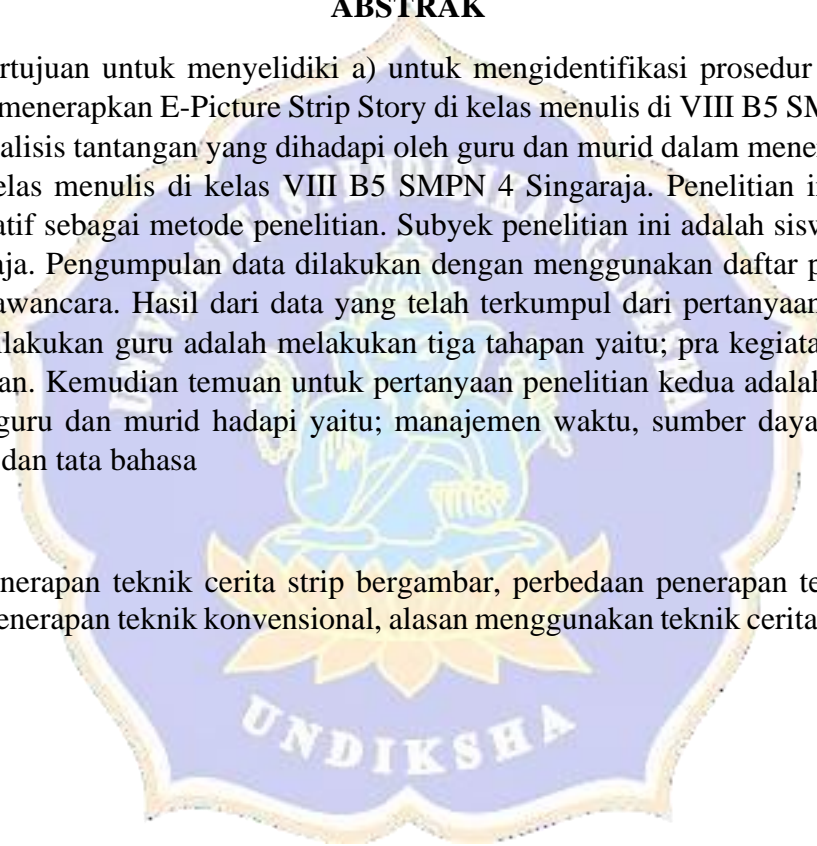 ABSTRAK
rtujuan untuk menyelidiki a) untuk mengidentifikasi prosedur
menerapkan E-Picture Strip Story di kelas menulis di VIII B5 SM
alisis tantangan yang dihadapi oleh guru dan murid dalam mene
elas menulis di kelas VIII B5 SMPN 4 Singaraja. Penelitian i
atif sebagai metode penelitian. Subyek penelitian ini adalah sisw
aja. Pengumpulan data dilakukan dengan menggunakan daftar p
awancara. Hasil dari data yang telah terkumpul dari pertanyaan
ilakukan guru adalah melakukan tiga tahapan yaitu; pra kegiata
an. Kemudian temuan untuk pertanyaan penelitian kedua adalah
guru dan murid hadapi yaitu; manajemen waktu, sumber daya
dan tata bahasa
nerapan teknik cerita strip bergambar, perbedaan penerapan te
enerapan teknik konvensional, alasan menggunakan teknik cerita
UNIVERSITAS PENDIDIKAN GANESHA
UNDIKSHA